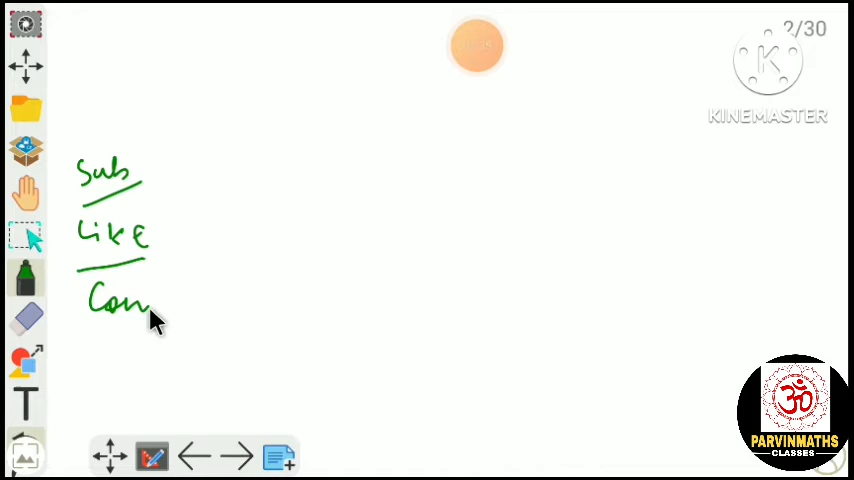 2/30
KINEMASTER
Sub
Like
Com
T
ॐ
PARVINMATHS
CLASSES